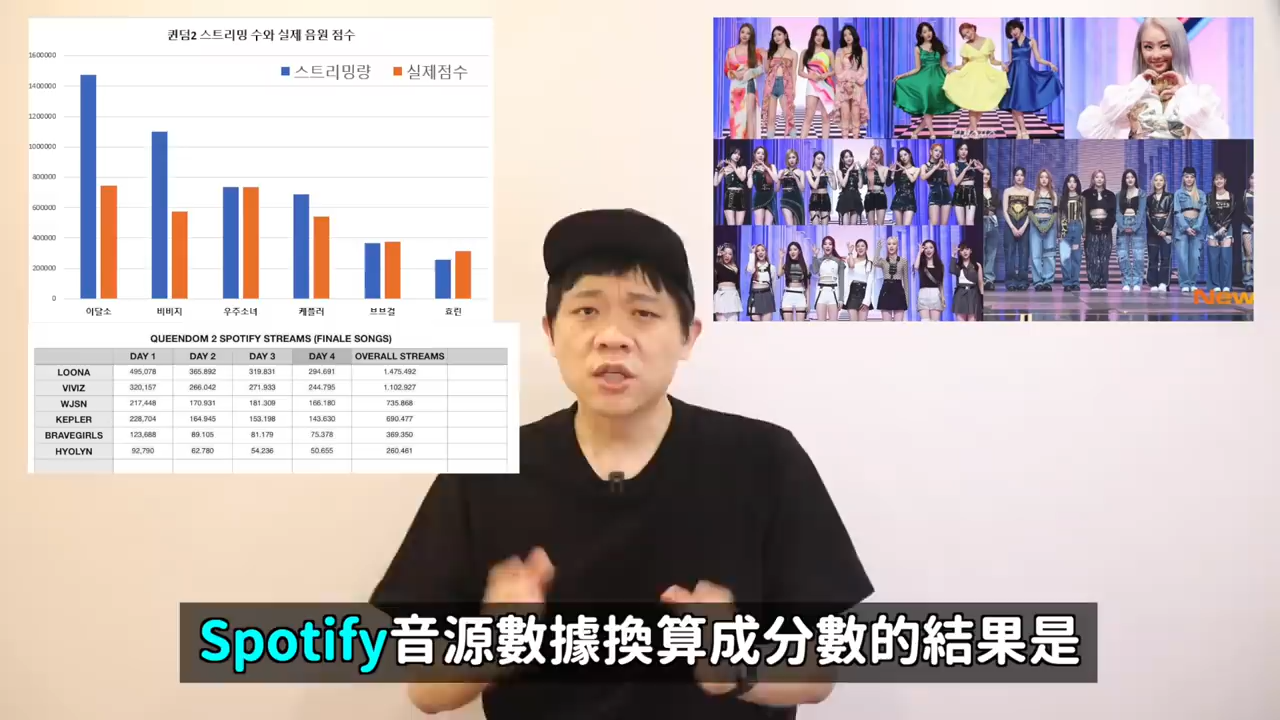 퀸덤2 스트리밍 수와 실제 음원 점수
스트리밍량 실제점수
1600000
1400000
1200000
1000000
800000
600000
400000
200000
0
이달소 비비지 우주소녀 케플러 브브걸 효린
QUEENDOM 2 SPOTIFY STREAMS (FINALE SONGS)
DAY 1 DAY 2 DAY 3 DAY 4 OVERALL STREAMS
LOONA 495,078 365.892 319.831 294.691 1.475.492
VIVIZ 320,157 266.042 271.933 244.795 1.102.927
WJSN 217,448 170.931 181.309 166.180 735.868
KEPLER 228,704 164.945 153.198 143.630 690.477
BRAVEGIRLS 123,688 89.105 81.179 75.378 369.350
HYOLYN 92,790 62.780 54.236 50.655 260.461
New
Spotify音源數據換算成分數的結果是